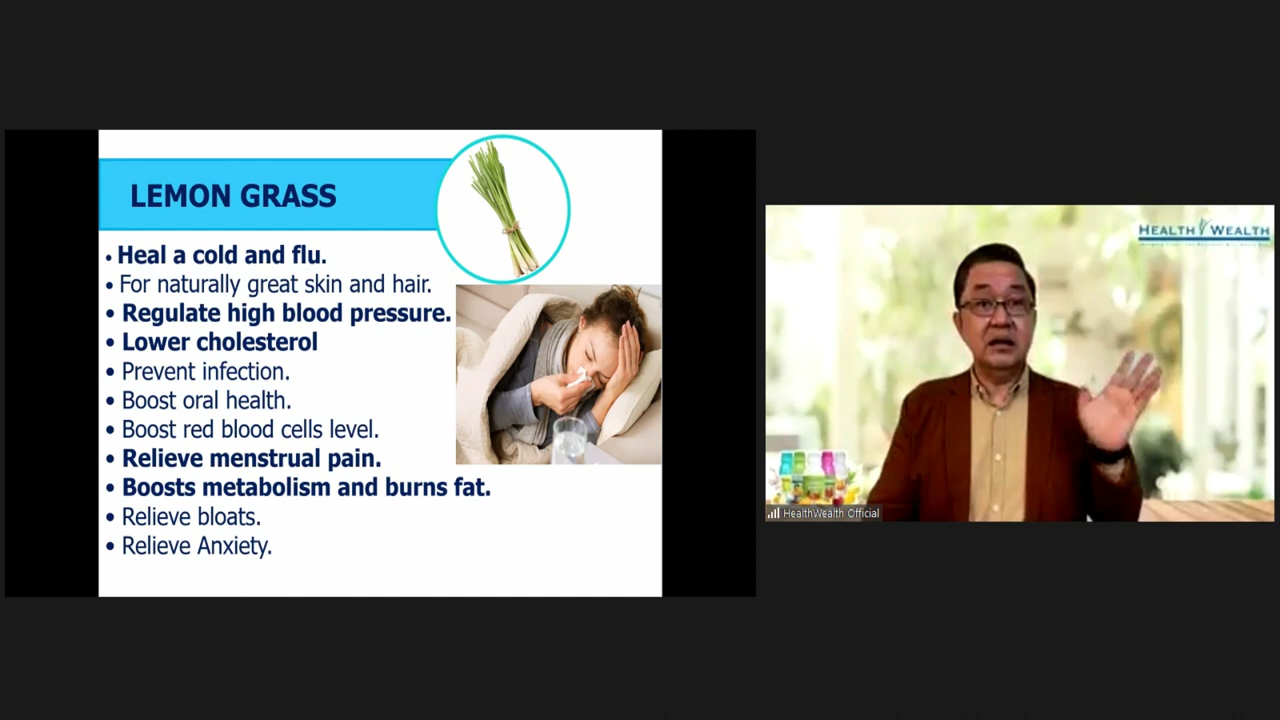 LEMON GRASS
• Heal a cold and flu.
• For naturally great skin and hair.
• Regulate high blood pressure.
• Lower cholesterol
• Prevent infection.
• Boost oral health.
• Boost red blood cells level.
• Relieve menstrual pain.
• Boosts metabolism and burns fat.
• Relieve bloats.
• Relieve Anxiety.
HEALTH WEALTH
HealthWealth Official